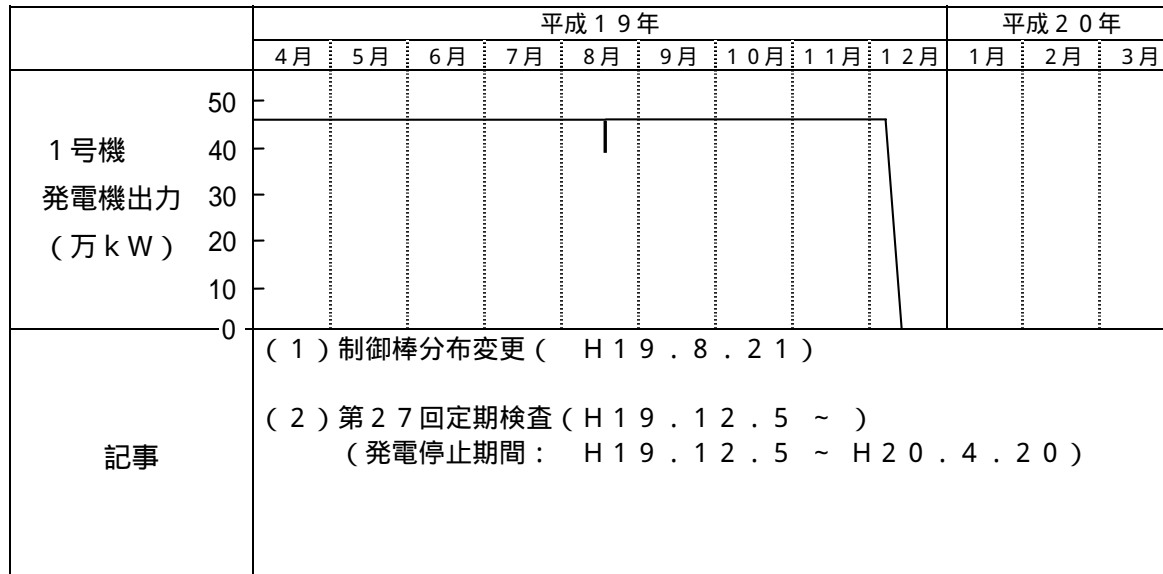 平成１９年 平成２０年
４月 ５月 ６月 ７月 ８月 ９月 １０月 １１月 １２月 １月 ２月 ３月
１号機
発電機出力
（万ｋＷ）
50
40
30
20
10
0
記事
（１）制御棒分布変更（　Ｈ１９．８．２１）
（２）第２７回定期検査（Ｈ１９．１２．５ ～ ）
（発電停止期間：　Ｈ１９．１２．５ ～ Ｈ２０．４．２０）